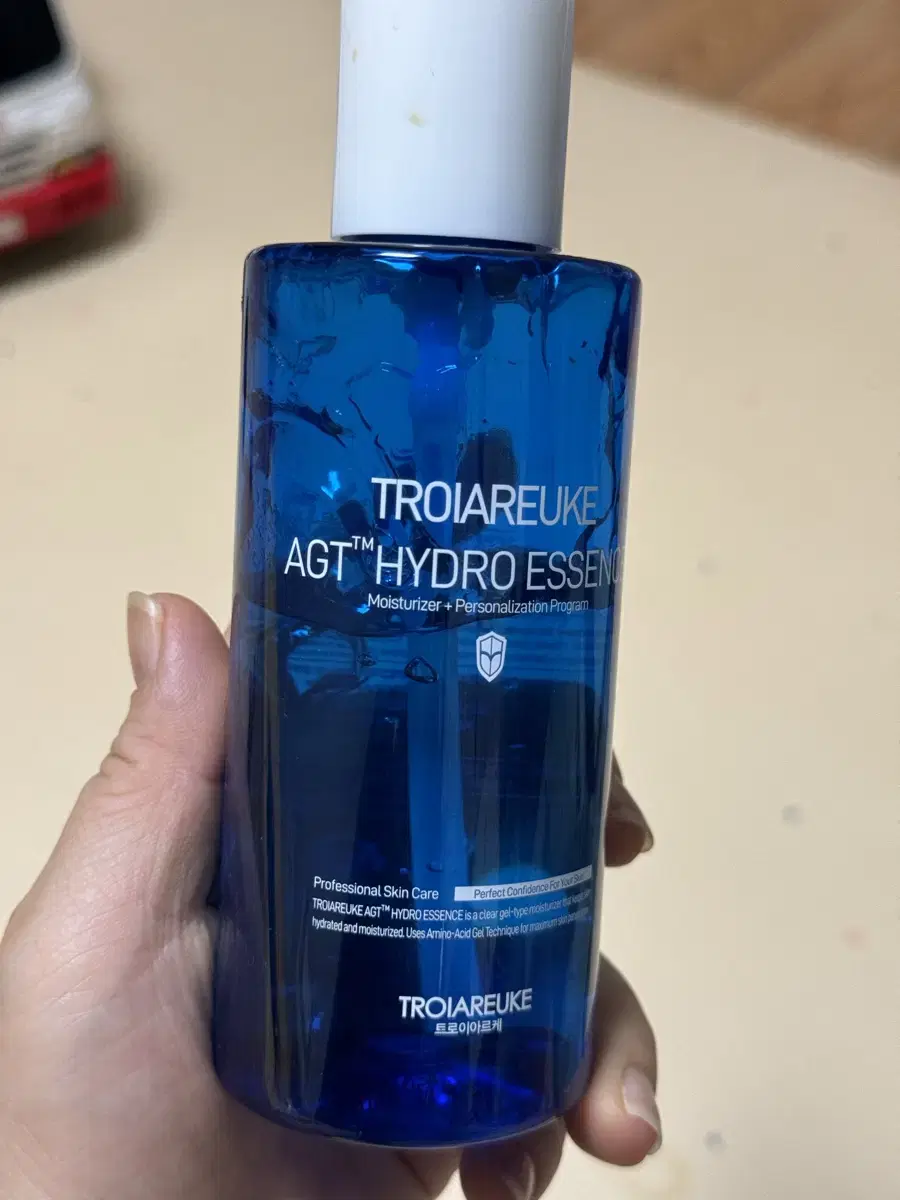 TROIAREUKE
AGT™ HYDRO ESSENC
Moisturizer + Personalization Program
Professional Skin Care
Perfect Confidence For Your Skin
TROIAREUKE AGT™ HYDRO ESSENCE is a clear gel-type moisturizer that
hydrated and moisturized. Uses Amino-Acid Gel Technique for maximum skin
TROIAREUKE
트로이아르케